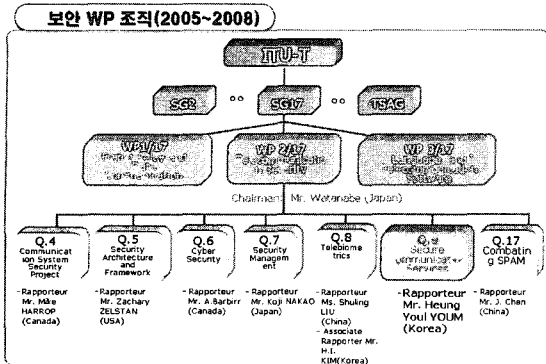 보안 WP 조직(2005~2008)
ITU-T
SG2
SG17
TSAG
WP1/17
WP 2/17
WP 3/17
Chairman: Mr. Watanabe (Japan)
Q.4
Communicat
ion System
Security
Project
- Rapporteur
Mr. Mike
HARROP
(Canada)
Q.5
Security
Architecture
and
Framework
- Rapporteur
Mr. Zachary
ZELSTAN
(USA)
Q.6
Cyber
Security
- Rapporteur
Mr. A.Barbirr
(Canada)
Q.7
Security
Managem
ent
- Rapporteur
Mr. Koji NAKAO
(Japan)
Q.8
Telebiome
trics
- Rapporteur
Ms. Shuking
LIU
(China)
- Associate
Rapporter Mr.
H.I.
KIM(Korea)
Secure
Services
- Rapporteur
Mr. Heung
Youl YOUM
(Korea)
Q.17
Combatin
g SPAM
- Rapporteur
Mr. J. Chen
(China)